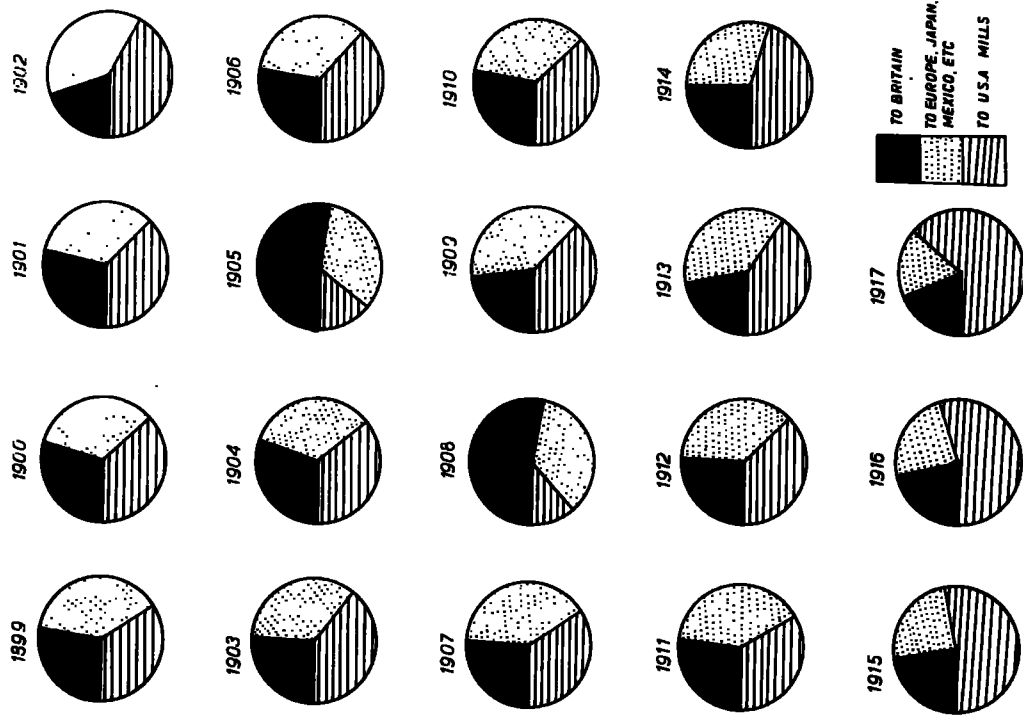 1899 1900 1901 1902
1903 1904 1905 1906
1907 1908 1909 1910
1911 1912 1913 1914
1915 1916 1917
TO BRITAIN
TO EUROPE, JAPAN,
MEXICO, ETC
TO U.S.A MILLS